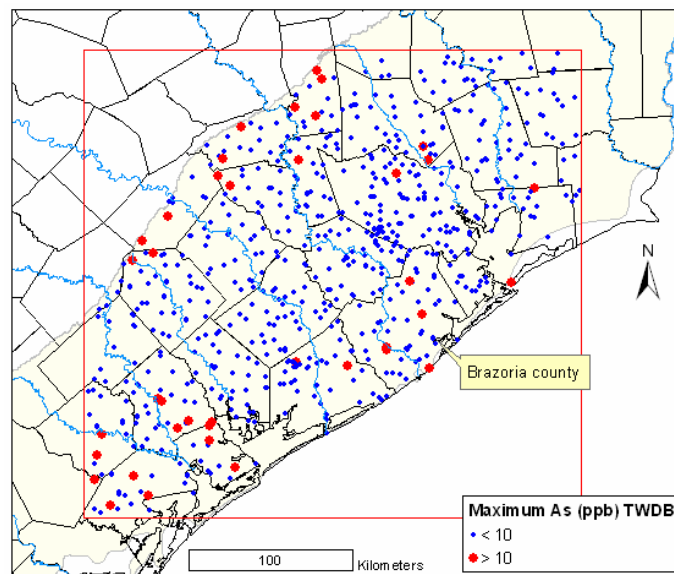 N
Brazoria county
Maximum As (ppb) TWDB
< 10
> 10
100
Kilometers